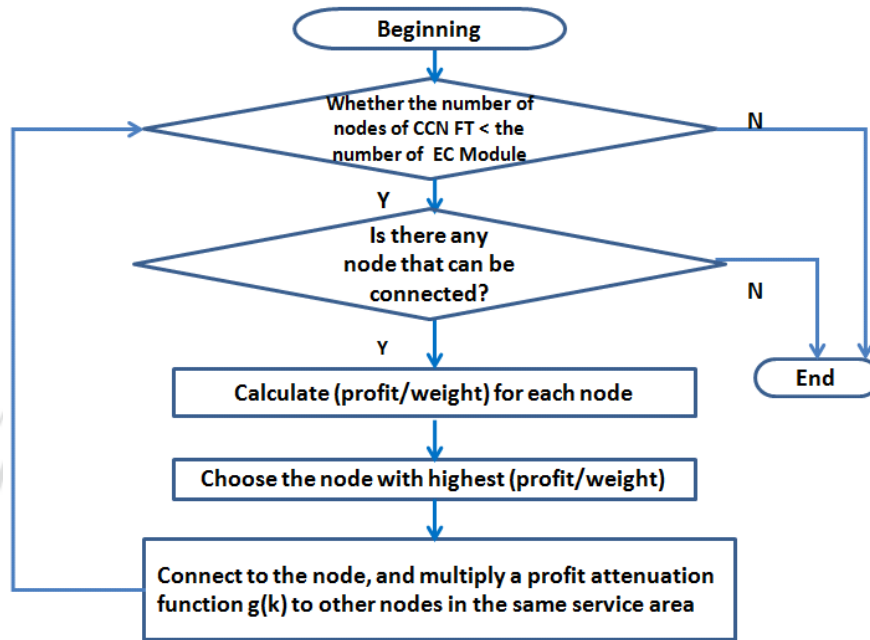 Beginning
Whether the number of
nodes of CCN FT < the
number of EC Module
N
Y
Is there any
node that can be
connected?
N
Y
End
Calculate (profit/weight) for each node
Choose the node with highest (profit/weight)
Connect to the node, and multiply a profit attenuation
function g(k) to other nodes in the same service area